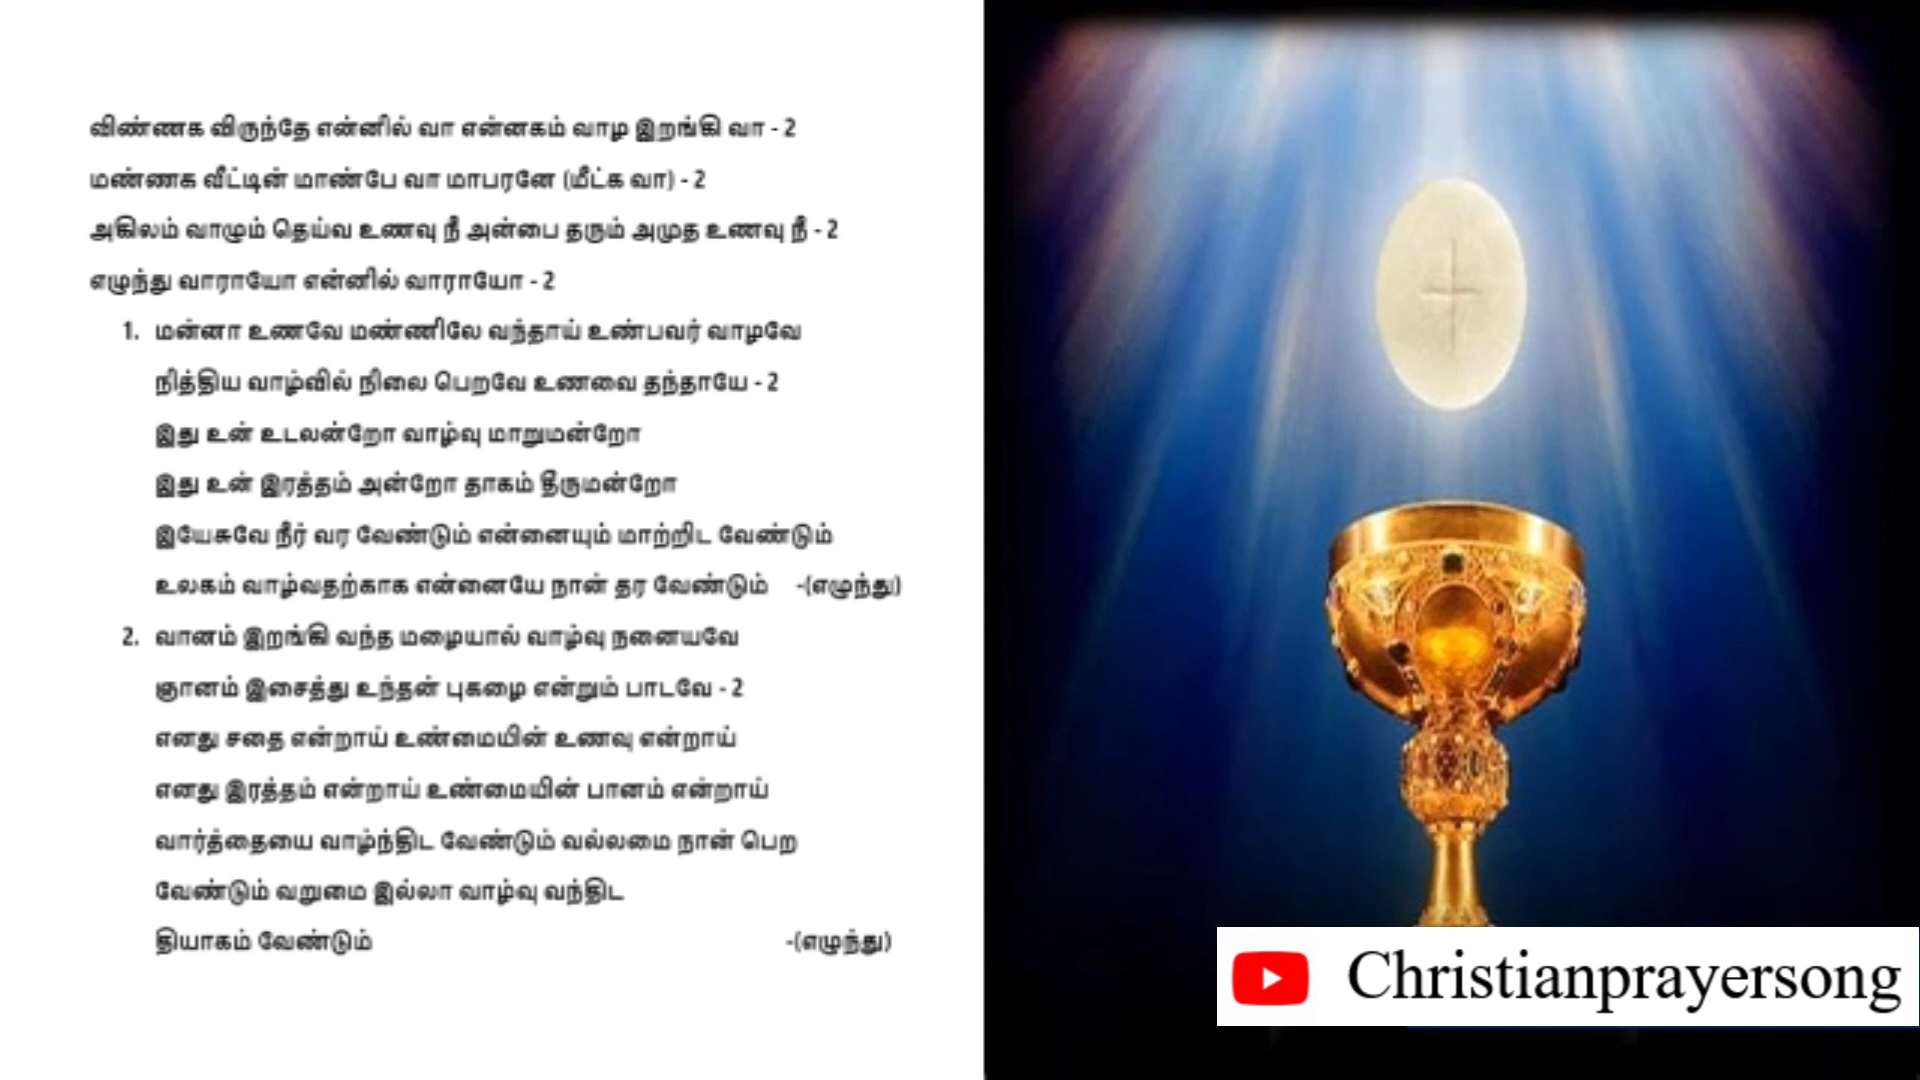 விண்ணக விருந்தே என்னில் வா என்னகம் வாழ இறங்கி வா - 2
மண்ணக வீட்டின் மாண்பே வா மாபரனே (மீட்க வா) - 2
அகிலம் வாழும் தெய்வ உணவு நீ அன்பை தரும் அமுத உணவு நீ - 2
எழுந்து வாராயோ என்னில் வாராயோ - 2
1. மன்னா உணவே மண்ணிலே வந்தாய் உண்பவர் வாழவே
நித்திய வாழ்வில் நிலை பெறவே உணவை தந்தாயே - 2
இது உன் உடலன்றோ வாழ்வு மாறுமன்றோ
இது உன் இரத்தம் அன்றோ தாகம் தீருமன்றோ
இயேசுவே நீர் வர வேண்டும் என்னையும் மாற்றிட வேண்டும்
உலகம் வாழ்வதற்காக என்னையே நான் தர வேண்டும் -(எழுந்து)
2. வானம் இறங்கி வந்த மழையால் வாழ்வு நனையவே
ஞானம் இசைத்து உந்தன் புகழை என்றும் பாடவே - 2
எனது சதை என்றாய் உண்மையின் உணவு என்றாய்
எனது இரத்தம் என்றாய் உண்மையின் பானம் என்றாய்
வார்த்தையை வாழ்ந்திட வேண்டும் வல்லமை நான் பெற
வேண்டும் வறுமை இல்லா வாழ்வு வந்திட
தியாகம் வேண்டும் -(எழுந்து)
Christianprayersong